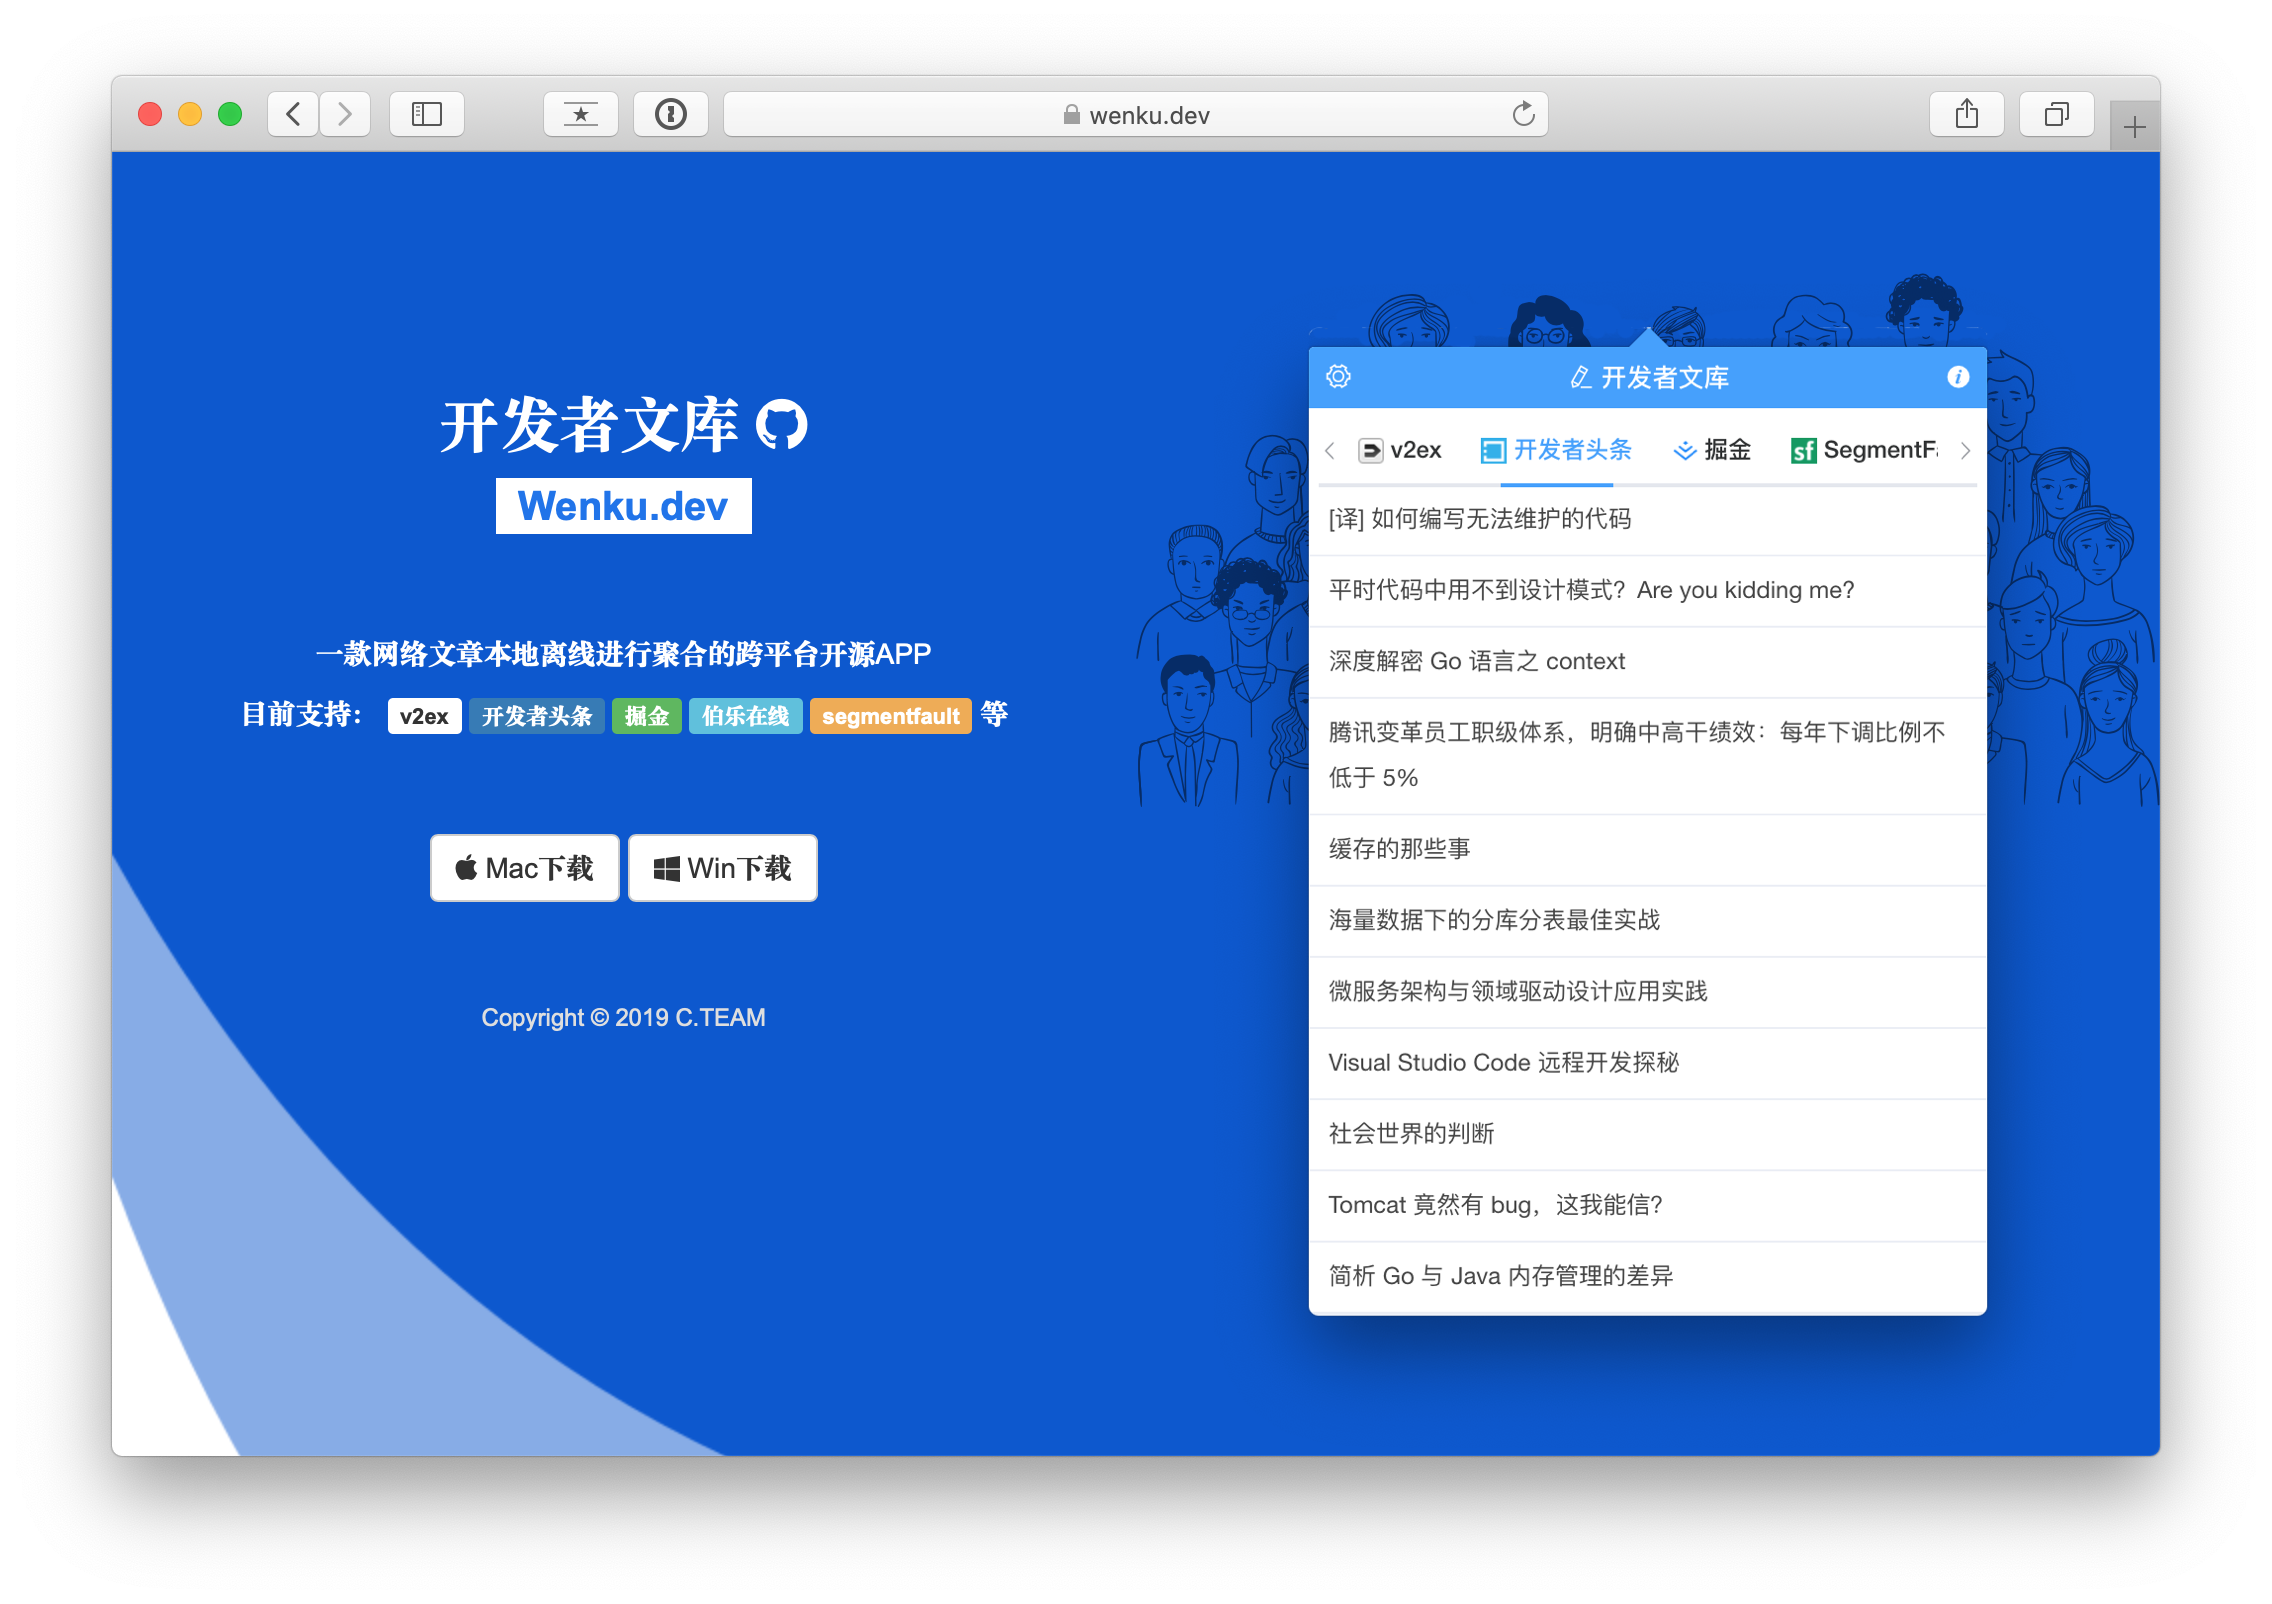 wenku.dev
开发者文库
Wenku.dev
一款网络文章本地离线进行聚合的跨平台开源APP
目前支持： v2ex 开发者头条 掘金 伯乐在线 segmentfault 等
Mac下载 Win下载
Copyright © 2019 C.TEAM
开发者文库
v2ex 开发者头条 掘金 SegmentFa
[译] 如何编写无法维护的代码
平时代码中用不到设计模式？Are you kidding me?
深度解密 Go 语言之 context
腾讯变革员工职级体系，明确中高干绩效：每年下调比例不
低于 5%
缓存的那些事
海量数据下的分库分表最佳实战
微服务架构与领域驱动设计应用实践
Visual Studio Code 远程开发探秘
社会世界的判断
Tomcat 竟然有 bug，这我能信？
简析 Go 与 Java 内存管理的差异